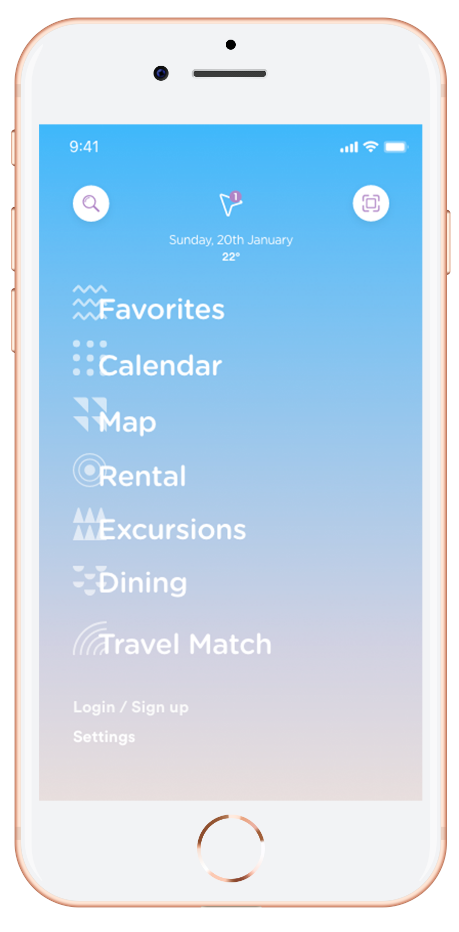 9:41
1
Sunday, 20th January
22°
Favorites
Calendar
Map
Rental
Excursions
Dining
Travel Match
Login / Sign up
Settings